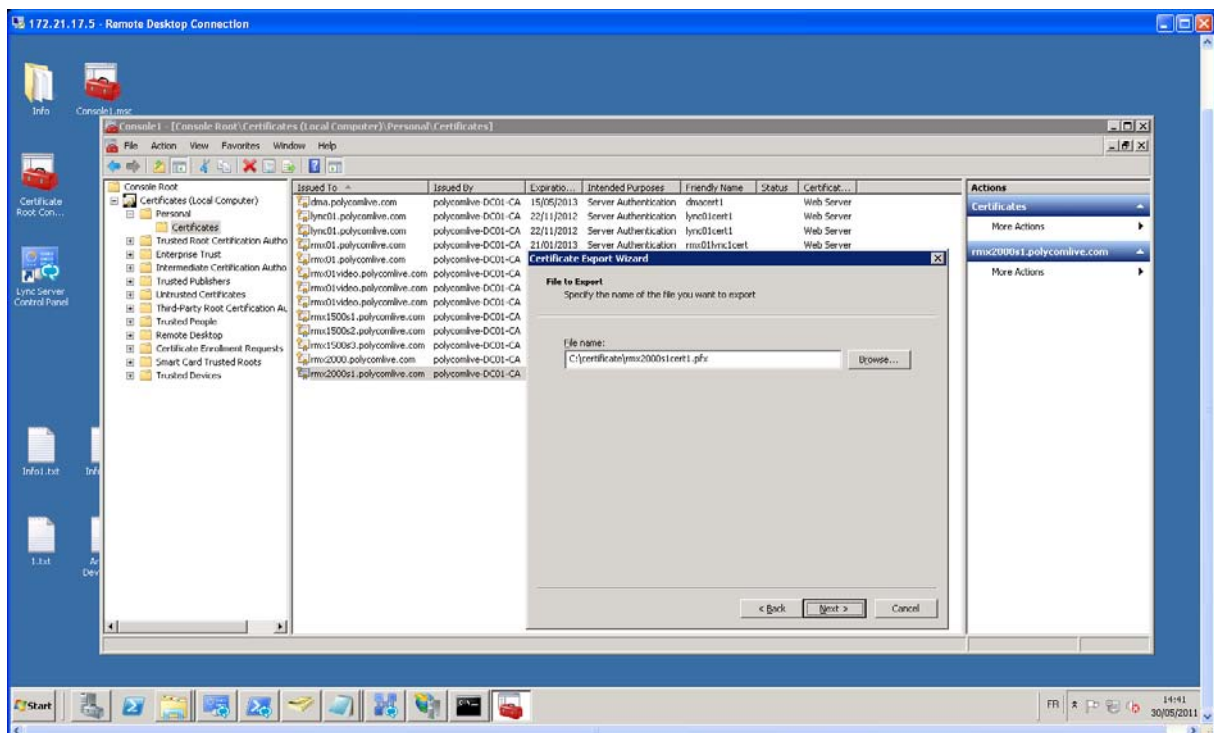 172.21.17.5 - Remote Desktop Connection
Info
Console1.msc
Certificate
Root Con...
Lync Server
Control Panel
Info1.txt
1.txt
Console1 - [Console Root\Certificates (Local Computer)\Personal\Certificates]
File Action View Favorites Window Help
Console Root
Certificates (Local Computer)
Personal
Certificates
Trusted Root Certification Autho
Enterprise Trust
Intermediate Certification Autho
Trusted Publishers
Untrusted Certificates
Third-Party Root Certification Au
Trusted People
Remote Desktop
Certificate Enrolment Requests
Smart Card Trusted Roots
Trusted Devices
Issued To Issued By Expiratio... Intended Purposes Friendly Name Status Certificat...
dma.polycomlive.com polycomlive-DC01-CA 15/05/2013 Server Authentication dmacert1 Web Server
lync01.polycomlive.com polycomlive-DC01-CA 22/11/2012 Server Authentication lync01cert1 Web Server
lync01.polycomlive.com polycomlive-DC01-CA 22/11/2012 Server Authentication lync01cert1 Web Server
rmx01.polycomlive.com polycomlive-DC01-CA 21/01/2013 Server Authentication rmx01lync1cert Web Server
rmx01.polycomlive.com polycomlive-DC01-CA
rmx01video.polycomlive.com polycomlive-DC01-CA
rmx01video.polycomlive.com polycomlive-DC01-CA
rmx01video.polycomlive.com polycomlive-DC01-CA
rmx1500s1.polycomlive.com polycomlive-DC01-CA
rmx1500s2.polycomlive.com polycomlive-DC01-CA
rmx1500s3.polycomlive.com polycomlive-DC01-CA
rmx2000.polycomlive.com polycomlive-DC01-CA
rmx2000s1.polycomlive.com polycomlive-DC01-CA
Certificate Export Wizard
File to Export
Specify the name of the file you want to export
File name:
C:\certificate\rmx2000s1cert1.pfx
Browse...
< Back Next > Cancel
Actions
Certificates
More Actions
rmx2000s1.polycomlive.com
More Actions
Start
FR
14:41
30/05/2011